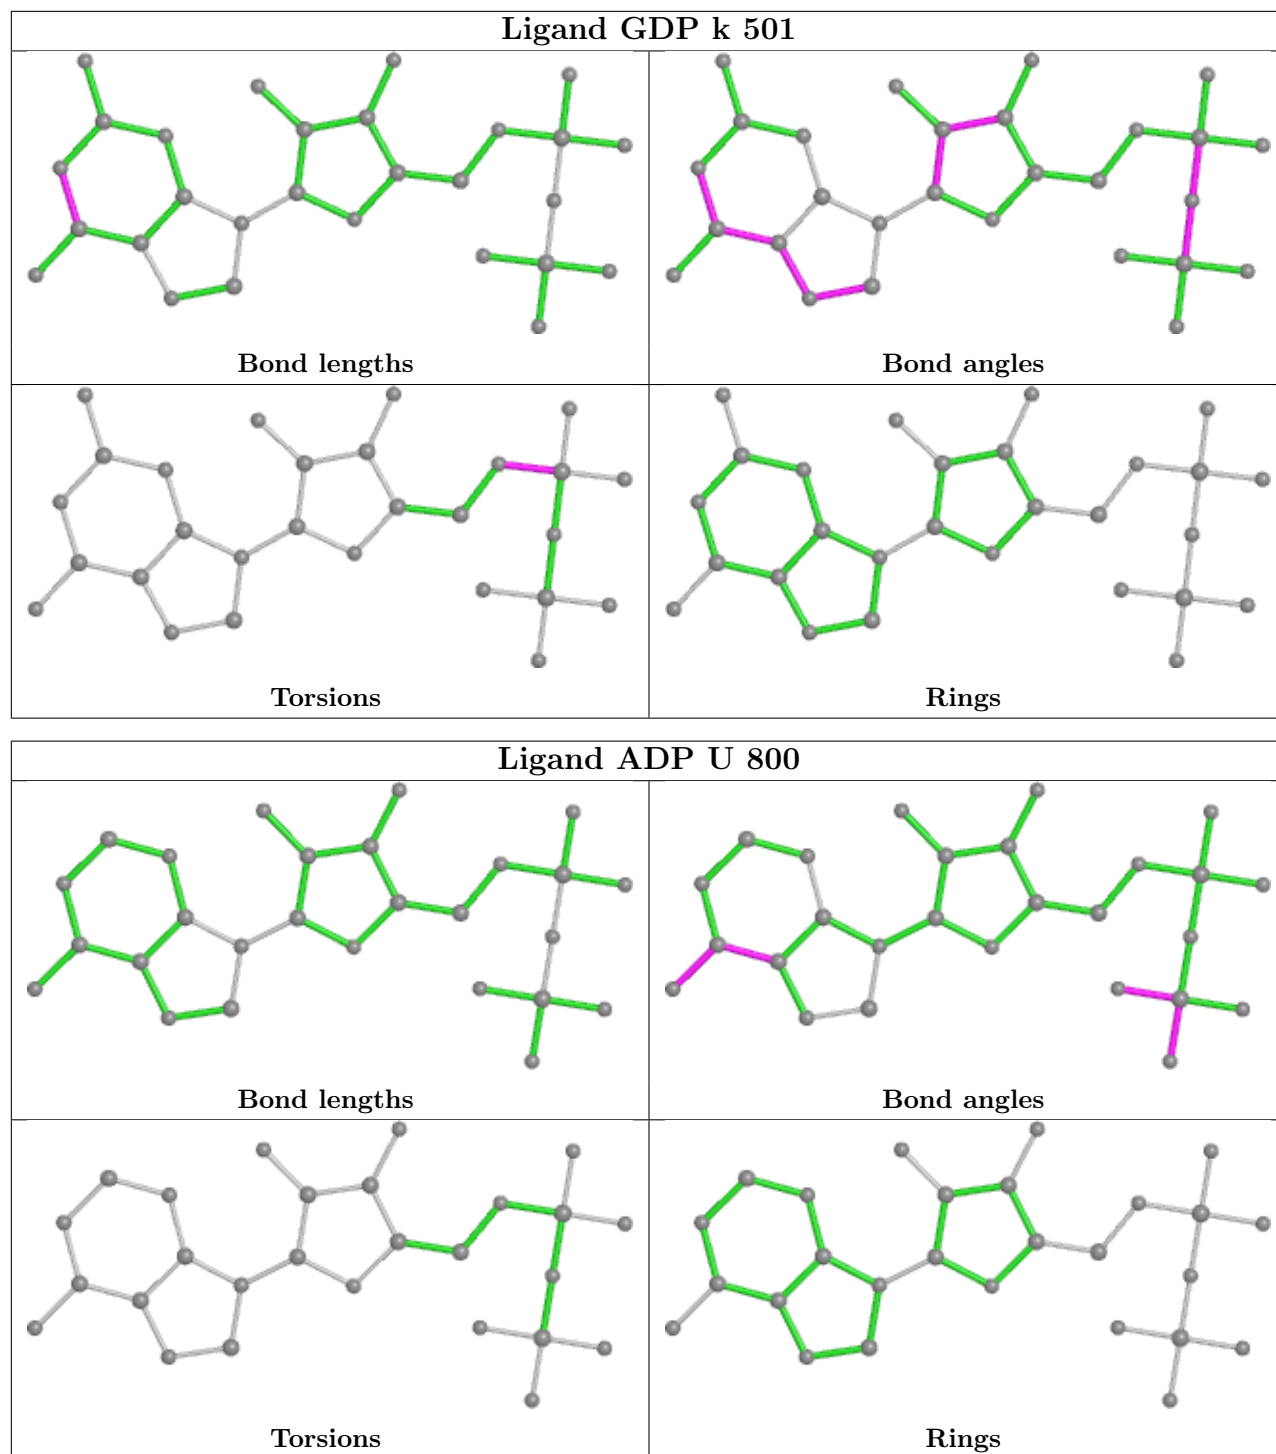 Ligand GDP k 501
Bond lengths
Bond angles
Torsions
Rings
Ligand ADP U 800
Bond lengths
Bond angles
Torsions
Rings